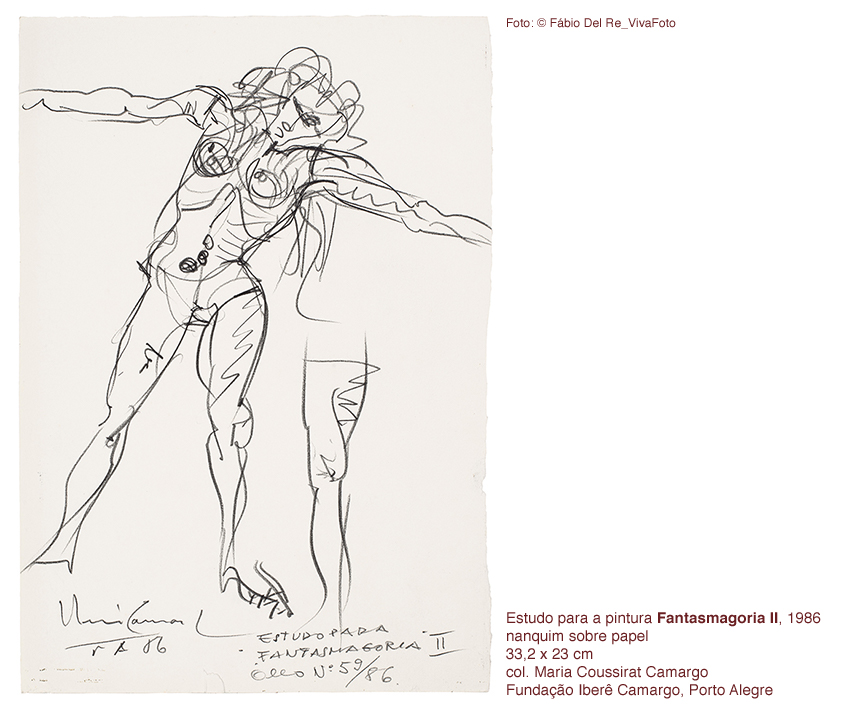 Foto: © Fábio Del Re_VivaFoto
86
ESTUDO PARA
FANTASMAGORIA II
ÓLEO Nº 59/86.
Estudo para a pintura Fantasmagoria II, 1986
nanquim sobre papel
33,2 x 23 cm
col. Maria Coussirat Camargo
Fundação Iberê Camargo, Porto Alegre